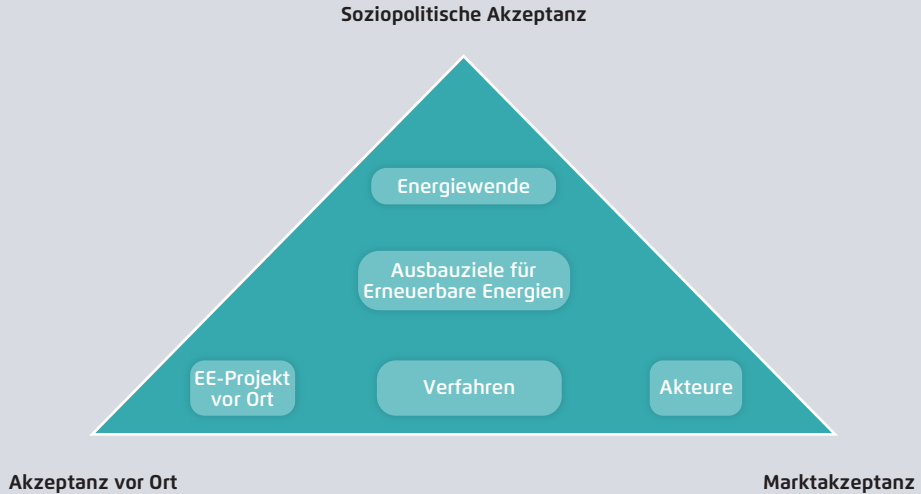 Soziopolitische Akzeptanz
Energiewende
Ausbauziele für
Erneuerbare Energien
EE-Projekt
vor Ort
Verfahren
Akteure
Akzeptanz vor Ort
Marktakzeptanz